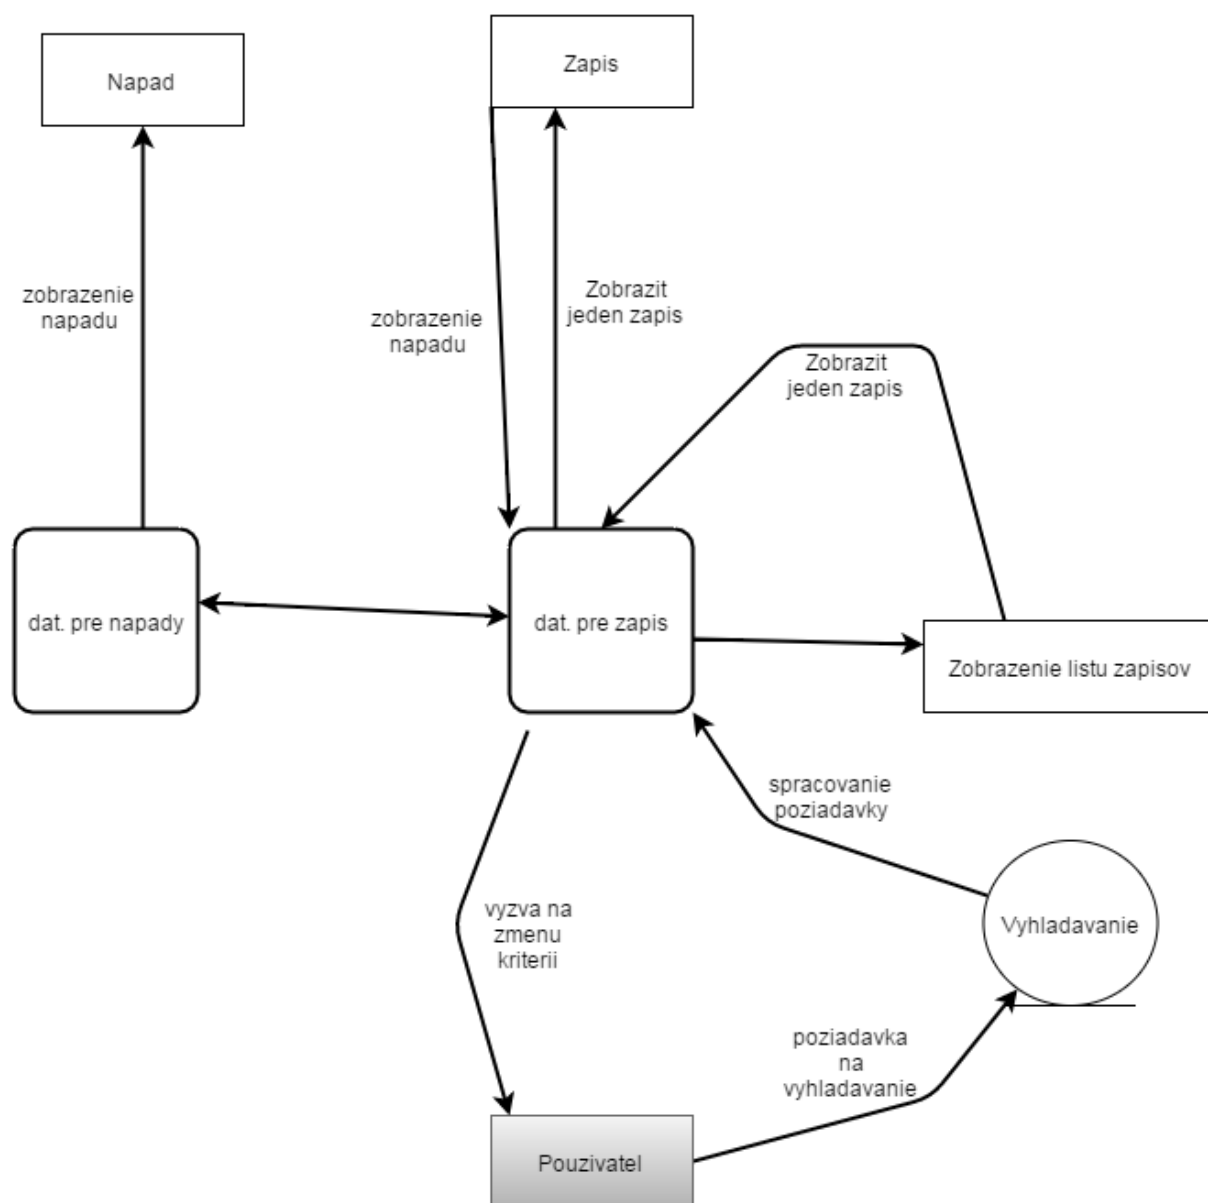 Napad
Zapis
zobrazenie
napadu
zobrazenie
napadu
Zobrazit
jeden zapis
Zobrazit
jeden zapis
dat. pre napady
dat. pre zapis
Zobrazenie listu zapisov
spracovanie
poziadavky
vyzva na
zmenu
kriterii
Vyhladavanie
poziadavka
na
vyhladavanie
Pouzivatel